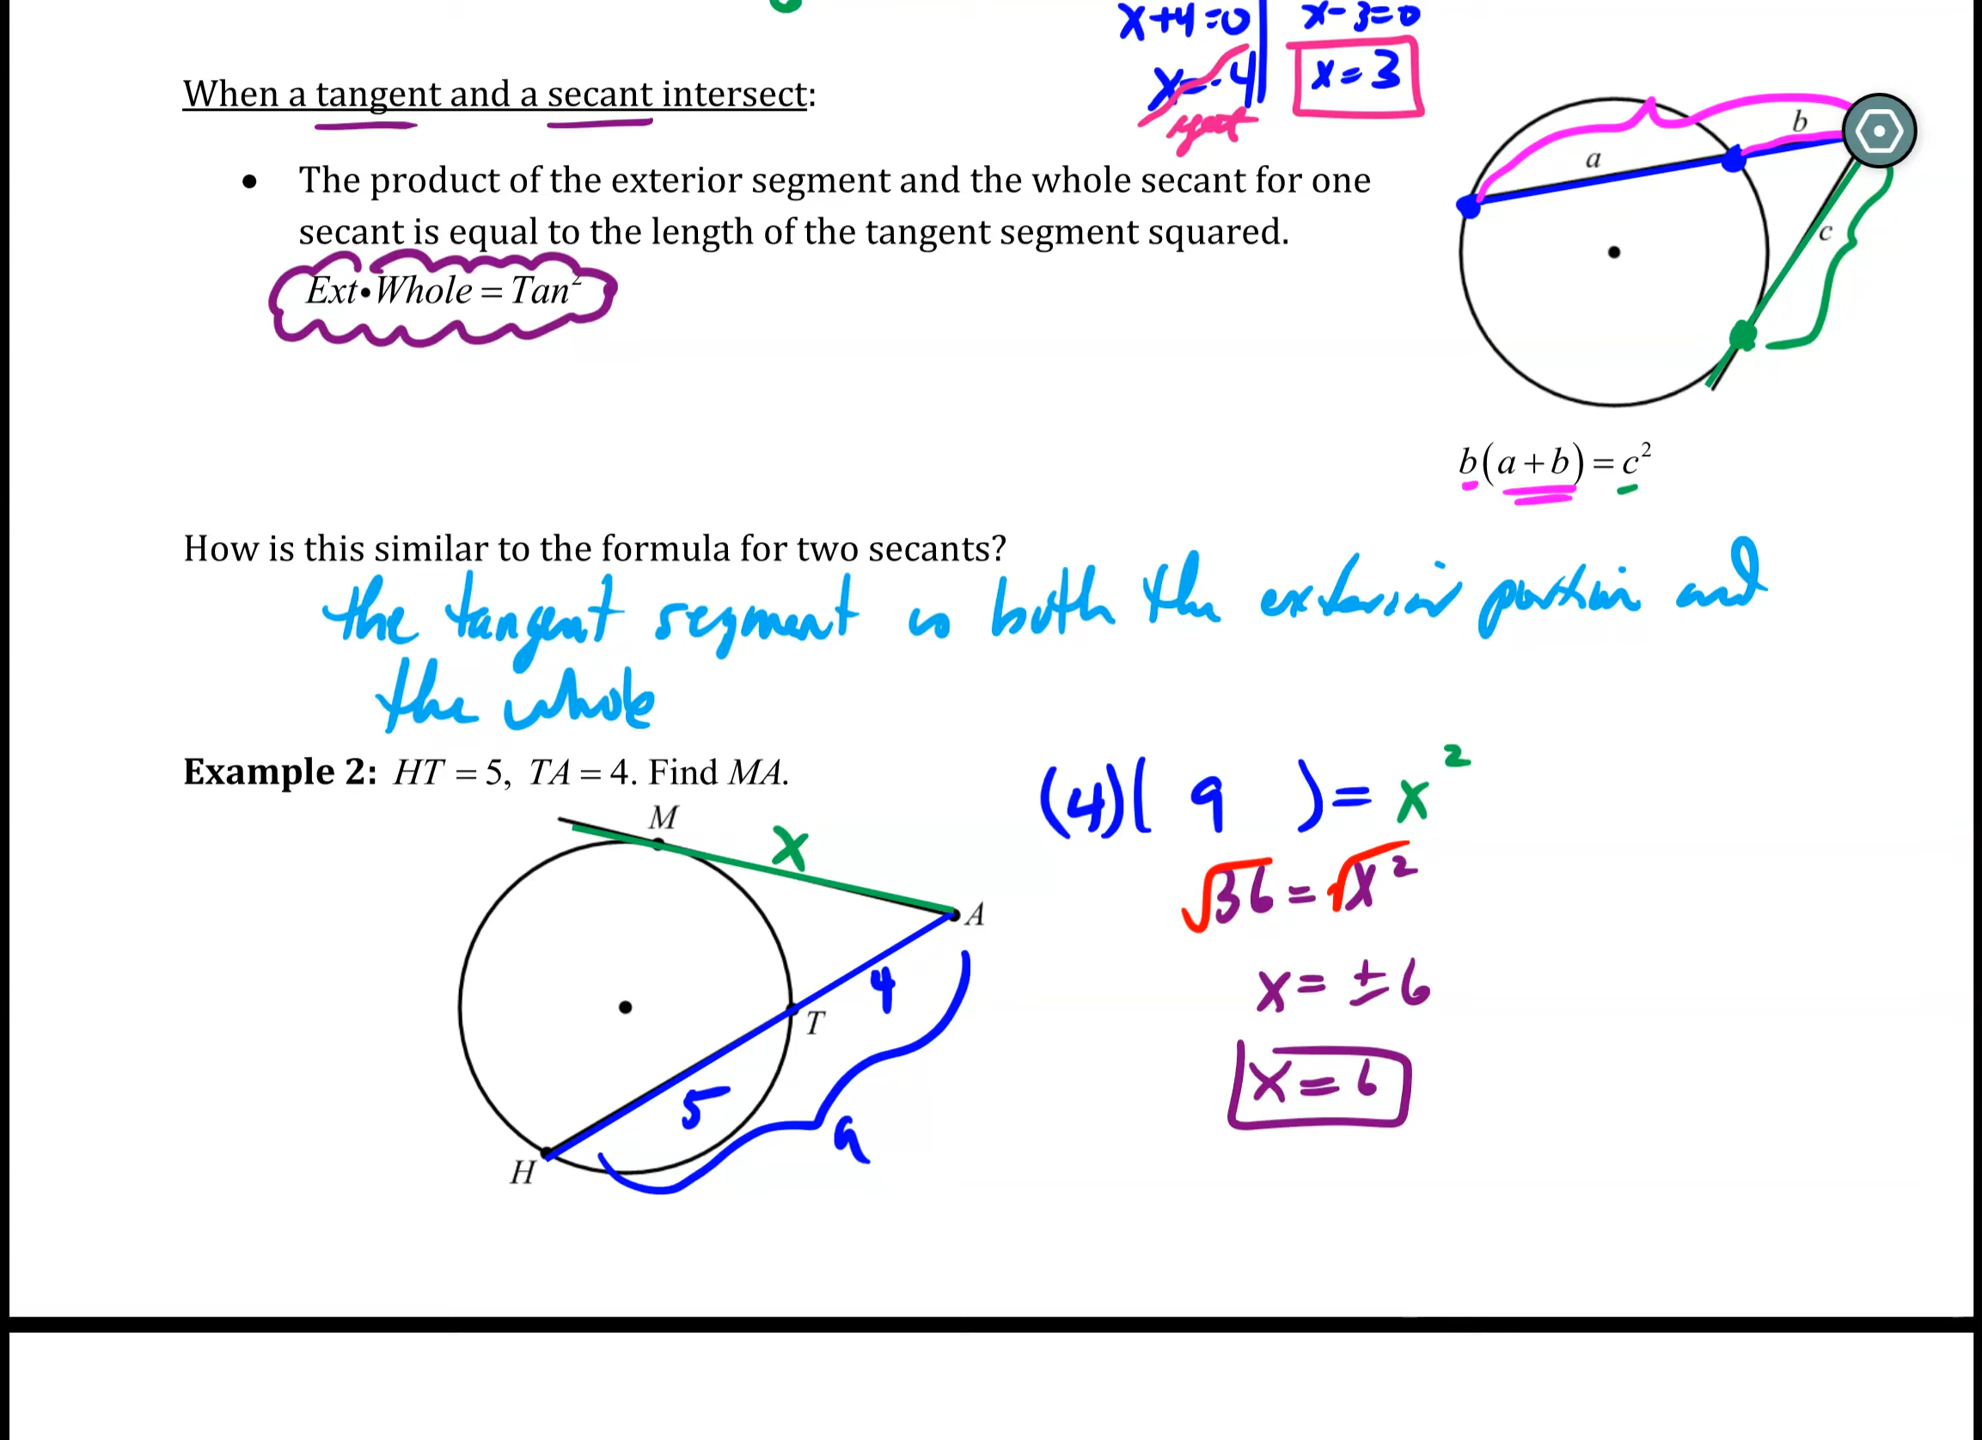 x+4=0 x-3=0
x=-4 x=3
reject
When a tangent and a secant intersect:
• The product of the exterior segment and the whole secant for one
secant is equal to the length of the tangent segment squared.
Ext•Whole = Tan²
a b
c
b(a+b) = c²
How is this similar to the formula for two secants?
the tangent segment is both the exterior portion and
the whole
Example 2: HT = 5, TA = 4. Find MA.
(4)( 9 ) = x²
√36 = √x²
x = ±6
x = 6
M
x
A
4
T
5
9
H